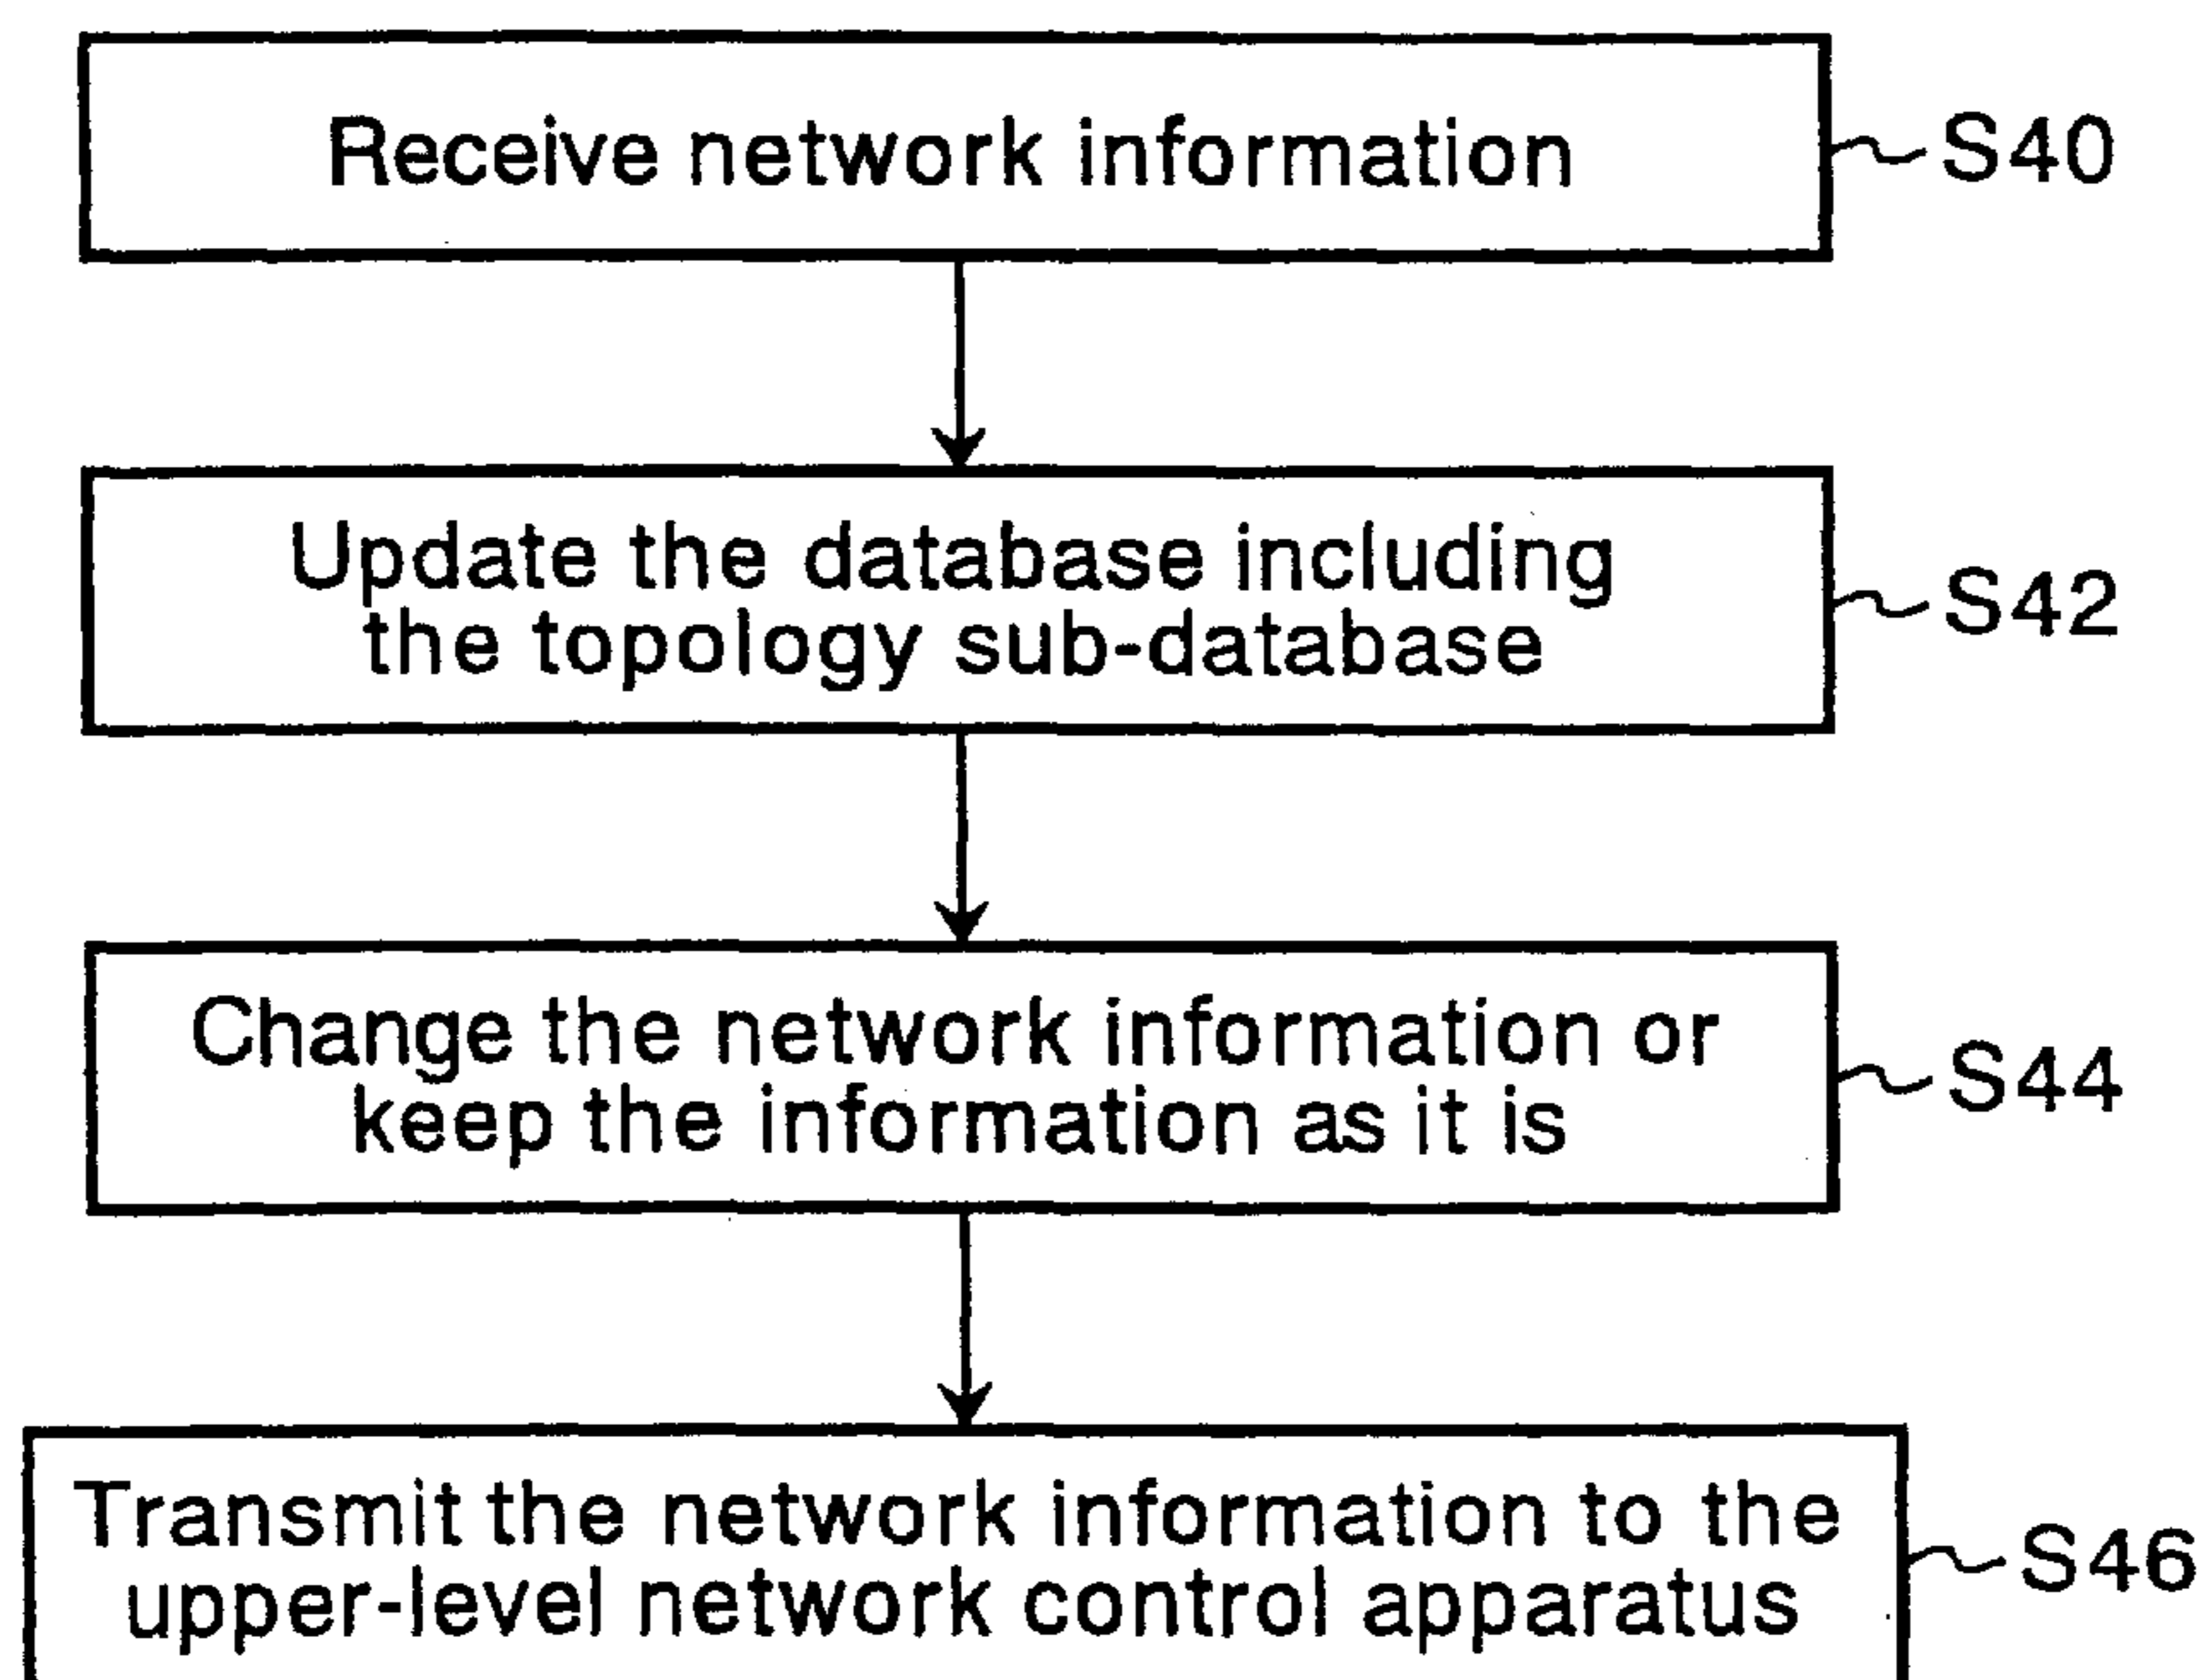 Receive network information
S40
Update the database including
the topology sub-database
S42
Change the network information or
keep the information as it is
S44
Transmit the network information to the
upper-level network control apparatus
S46